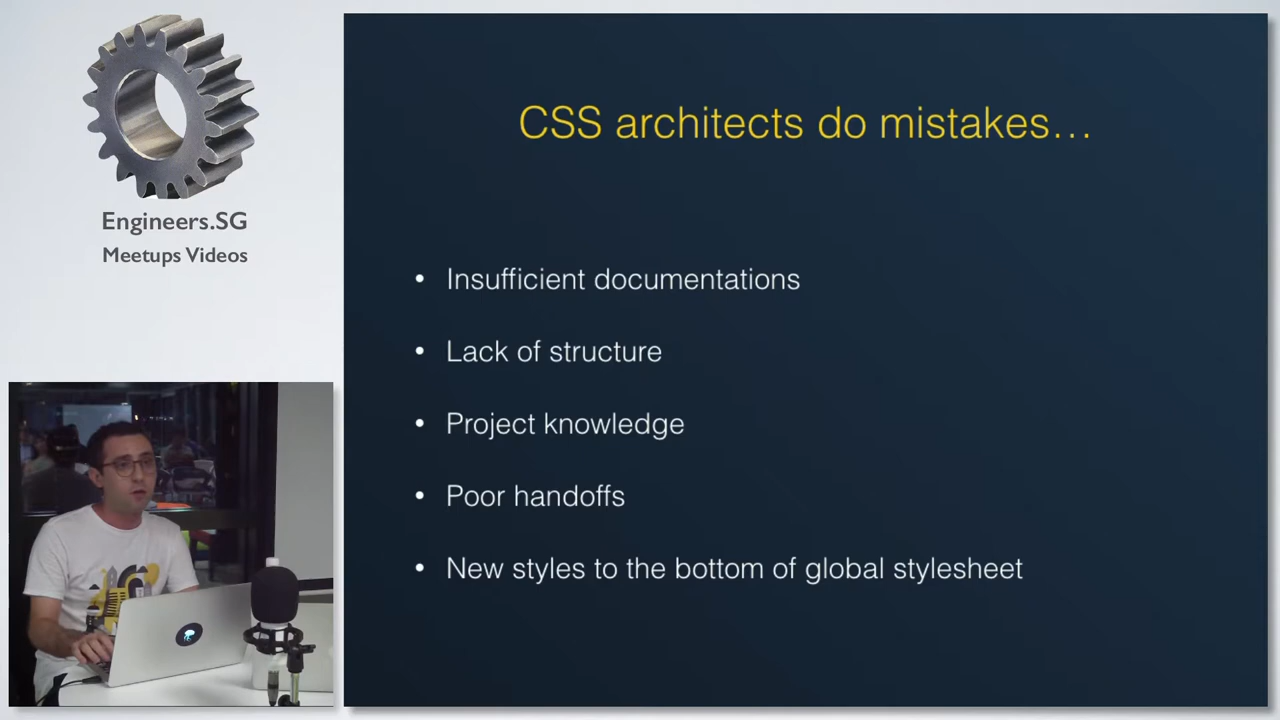 Engineers.SG
Meetups Videos
CSS architects do mistakes...
• Insufficient documentations
• Lack of structure
• Project knowledge
• Poor handoffs
• New styles to the bottom of global stylesheet